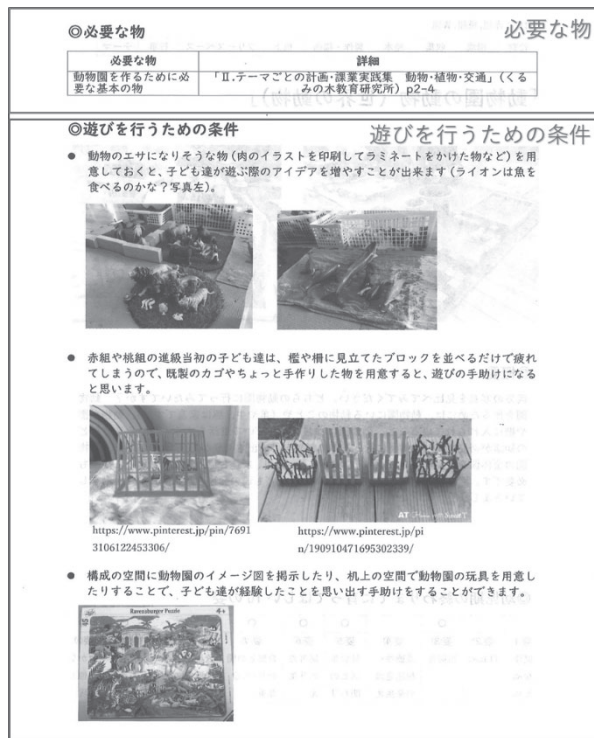 ◎必要な物
必要な物
必要な物
詳細
動物園を作るために必
要な基本の物
「Ⅱ.テーマごとの計画・課業実践集　動物・植物・交通」(くる
みの木教育研究所) p2-4
◎遊びを行うための条件
遊びを行うための条件
● 動物のエサになりそうな物(肉のイラストを印刷してラミネートをかけた物など)を用
意しておくと、子ども達が遊ぶ際のアイデアを増やすことが出来ます(ライオンは魚を
食べるのかな？写真左)。
● 赤組や桃組の進級当初の子ども達は、檻や柵に見立てたブロックを並べるだけで疲れ
てしまうので、既製のカゴやちょっと手作りした物を用意すると、遊びの手助けになる
と思います。
https://www.pinterest.jp/pin/7691
3106122453306/
https://www.pinterest.jp/pi
n/190910471695302339/
● 構成の空間に動物園のイメージ図を掲示したり、机上の空間で動物園の玩具を用意し
たりすることで、子ども達が経験したことを思い出す手助けをすることができます。
Ravensburger Puzzle
4+